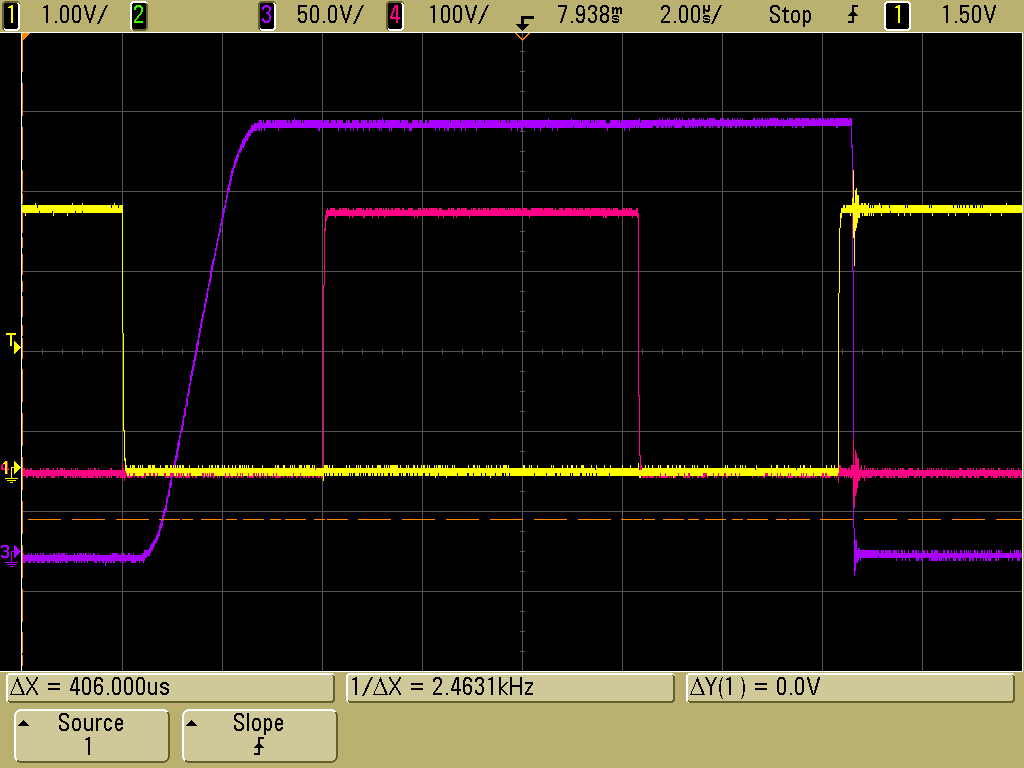 1 1.00V/ 2 3 50.0V/ 4 100V/ 7.938ms 2.00㎲/ Stop 1 1.50V
T
1
3
ΔX = 406.000us 1/ΔX = 2.4631kHz ΔY(1) = 0.0V
Source Slope
1